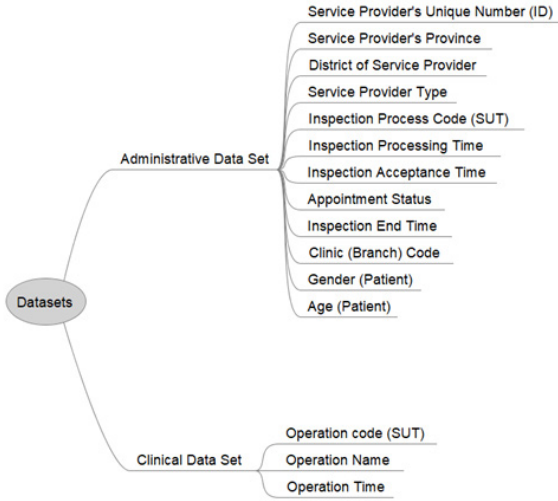 Service Provider's Unique Number (ID)
Service Provider's Province
District of Service Provider
Service Provider Type
Inspection Process Code (SUT)
Inspection Processing Time
Administrative Data Set
Inspection Acceptance Time
Appointment Status
Inspection End Time
Clinic (Branch) Code
Gender (Patient)
Age (Patient)
Datasets
Operation code (SUT)
Clinical Data Set
Operation Name
Operation Time